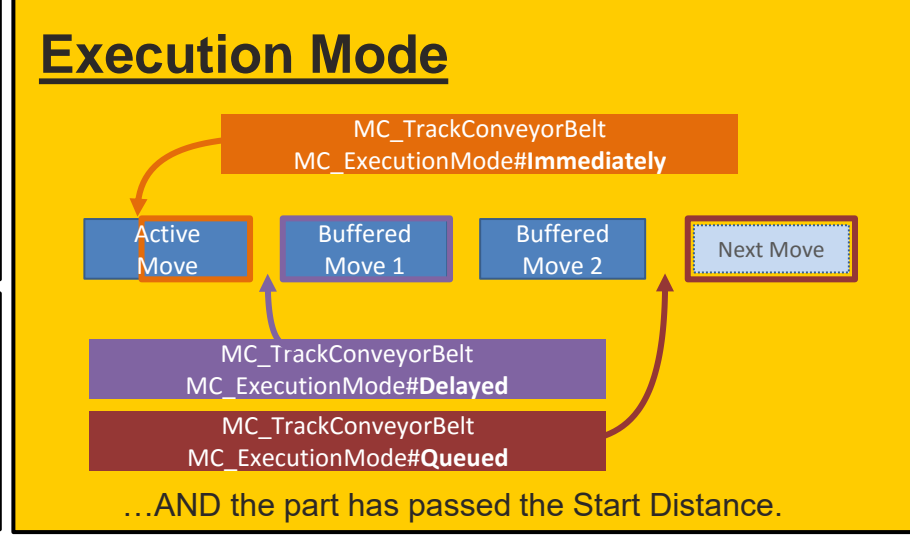 Execution Mode
MC_TrackConveyorBelt
MC_ExecutionMode#Immediately
Active
Move
Buffered
Move 1
Buffered
Move 2
Next Move
MC_TrackConveyorBelt
MC_ExecutionMode#Delayed
MC_TrackConveyorBelt
MC_ExecutionMode#Queued
…AND the part has passed the Start Distance.